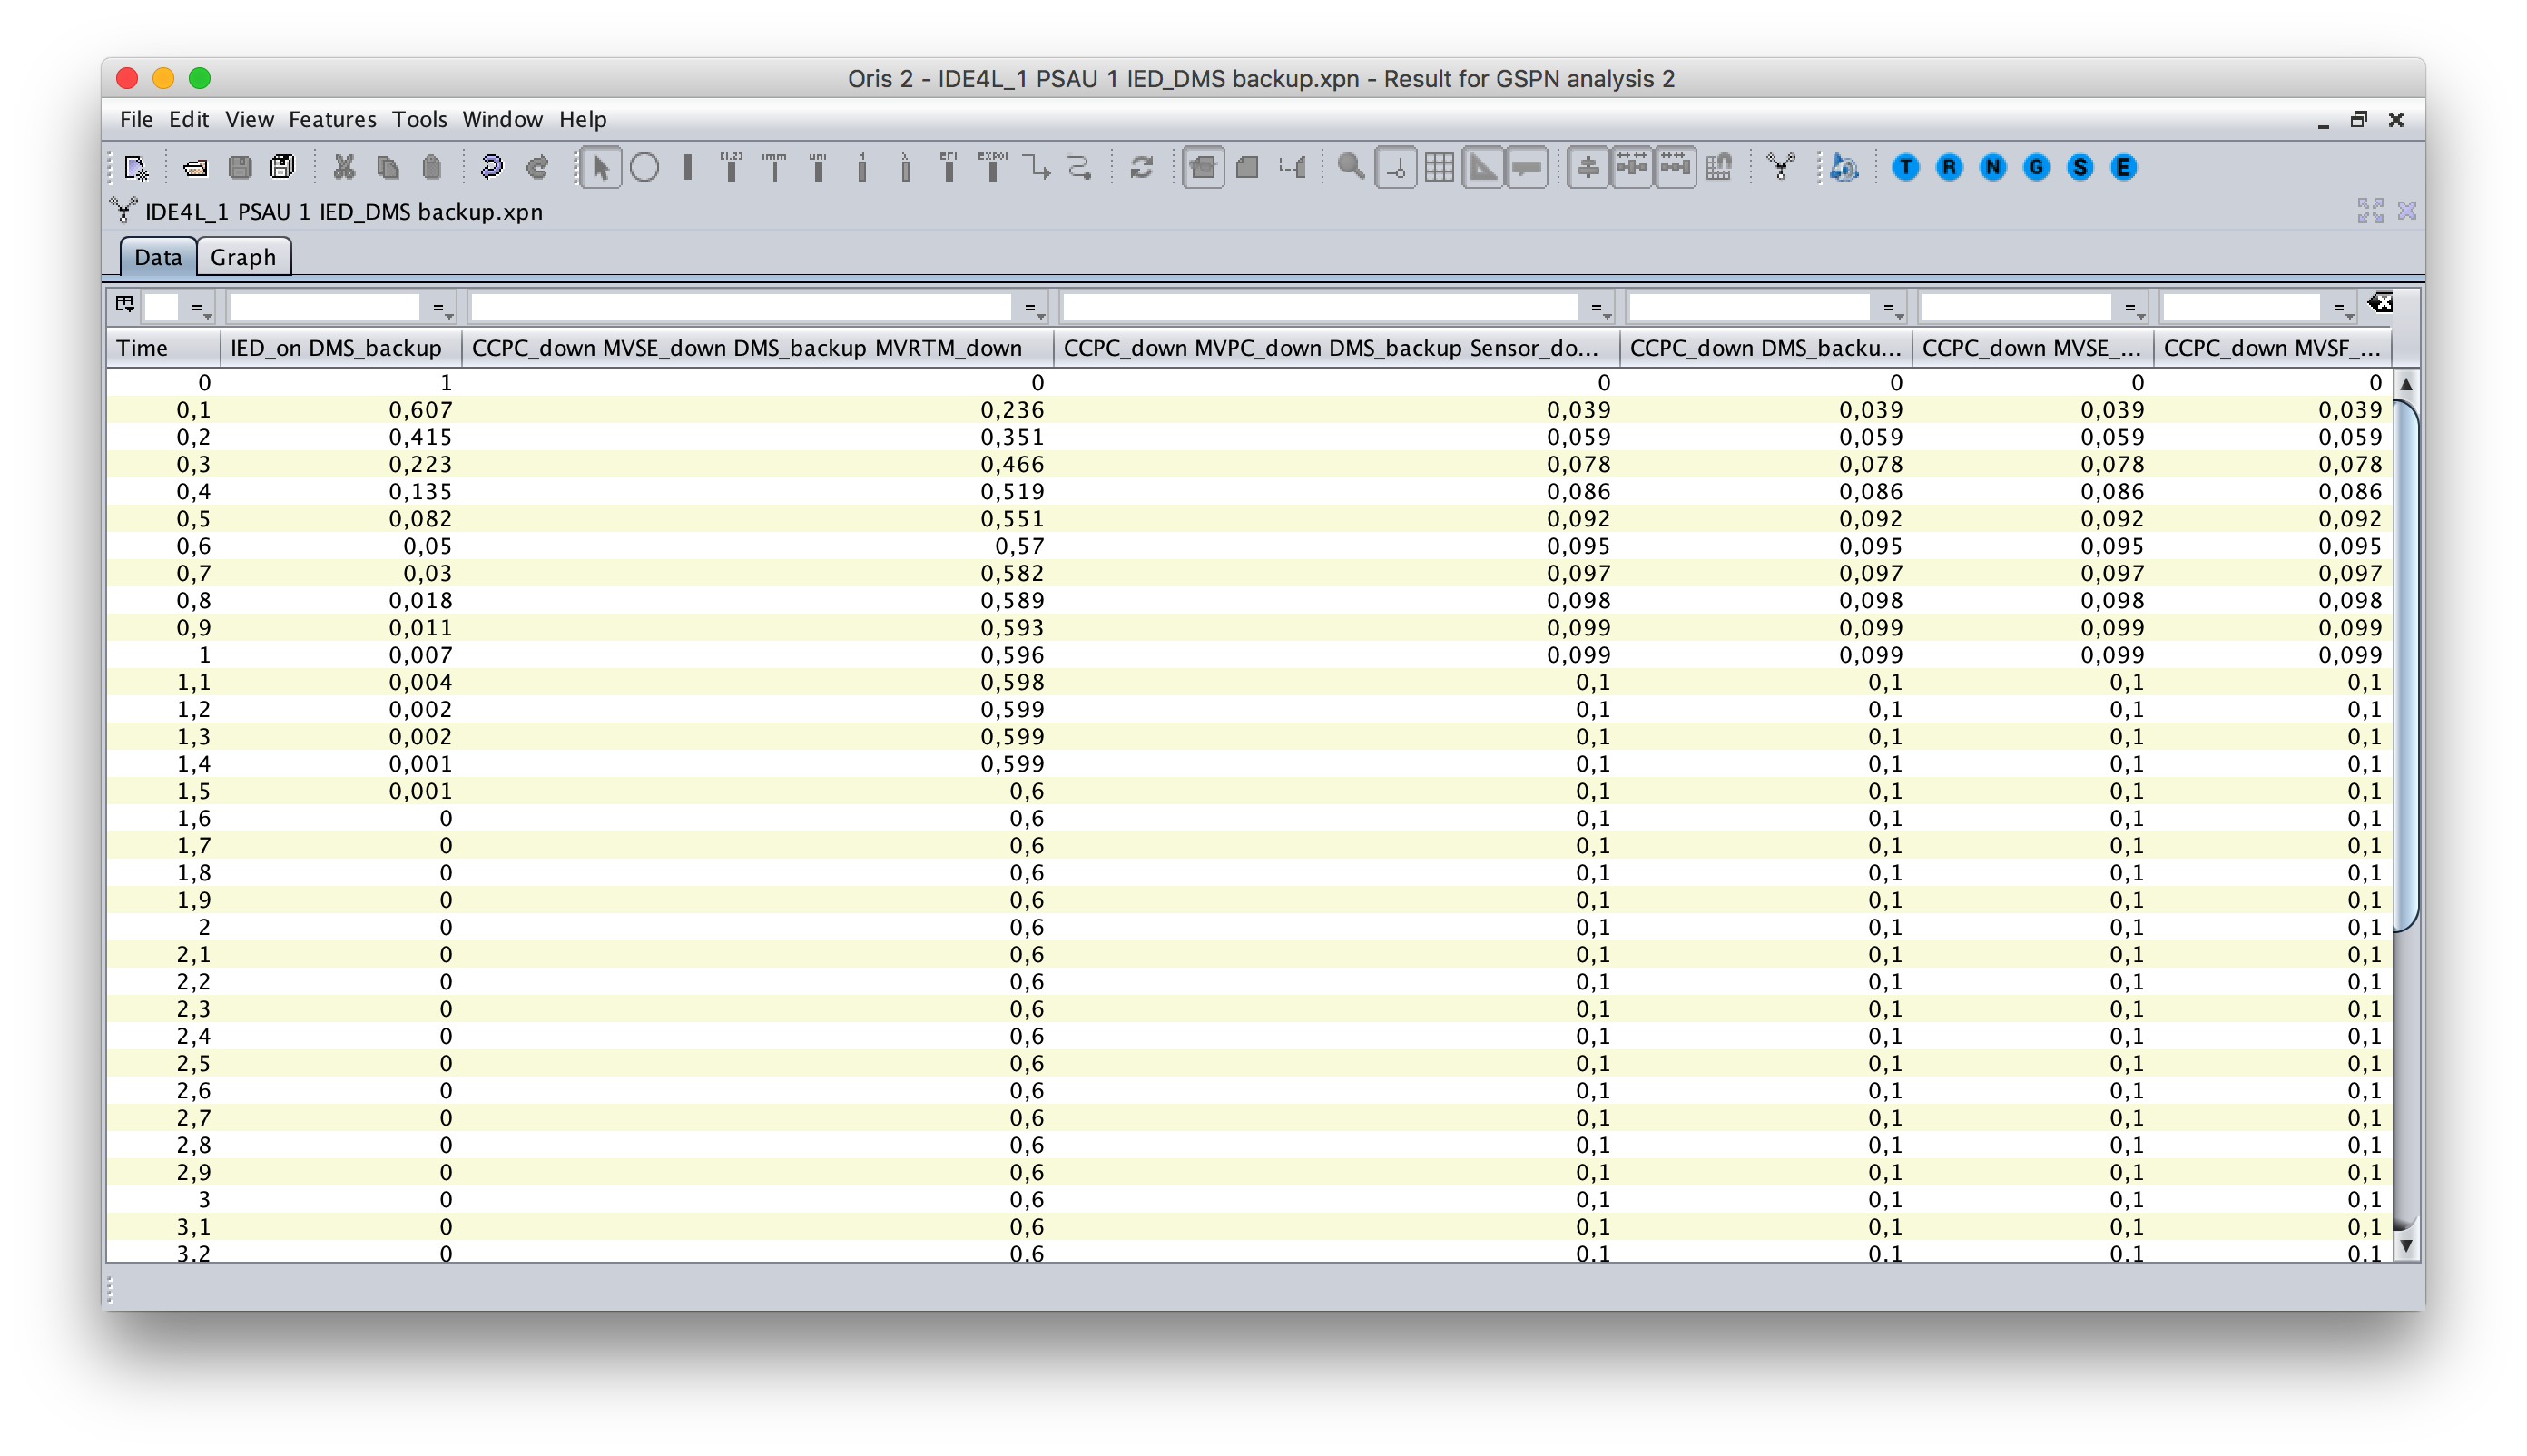 Oris 2 - IDE4L_1 PSAU 1 IED_DMS backup.xpn - Result for GSPN analysis 2
File Edit View Features Tools Window Help
[1,2] imm uni 1 λ EXPOl
T R N G S E
IDE4L_1 PSAU 1 IED_DMS backup.xpn
Data Graph
= = = = = = =
Time IED_on DMS_backup CCPC_down MVSE_down DMS_backup MVRTM_down CCPC_down MVPC_down DMS_backup Sensor_do... CCPC_down DMS_backu... CCPC_down MVSE_... CCPC_down MVSF_...
0 1 0 0 0 0 0
0,1 0,607 0,236 0,039 0,039 0,039 0,039
0,2 0,415 0,351 0,059 0,059 0,059 0,059
0,3 0,223 0,466 0,078 0,078 0,078 0,078
0,4 0,135 0,519 0,086 0,086 0,086 0,086
0,5 0,082 0,551 0,092 0,092 0,092 0,092
0,6 0,05 0,57 0,095 0,095 0,095 0,095
0,7 0,03 0,582 0,097 0,097 0,097 0,097
0,8 0,018 0,589 0,098 0,098 0,098 0,098
0,9 0,011 0,593 0,099 0,099 0,099 0,099
1 0,007 0,596 0,099 0,099 0,099 0,099
1,1 0,004 0,598 0,1 0,1 0,1 0,1
1,2 0,002 0,599 0,1 0,1 0,1 0,1
1,3 0,002 0,599 0,1 0,1 0,1 0,1
1,4 0,001 0,599 0,1 0,1 0,1 0,1
1,5 0,001 0,6 0,1 0,1 0,1 0,1
1,6 0 0,6 0,1 0,1 0,1 0,1
1,7 0 0,6 0,1 0,1 0,1 0,1
1,8 0 0,6 0,1 0,1 0,1 0,1
1,9 0 0,6 0,1 0,1 0,1 0,1
2 0 0,6 0,1 0,1 0,1 0,1
2,1 0 0,6 0,1 0,1 0,1 0,1
2,2 0 0,6 0,1 0,1 0,1 0,1
2,3 0 0,6 0,1 0,1 0,1 0,1
2,4 0 0,6 0,1 0,1 0,1 0,1
2,5 0 0,6 0,1 0,1 0,1 0,1
2,6 0 0,6 0,1 0,1 0,1 0,1
2,7 0 0,6 0,1 0,1 0,1 0,1
2,8 0 0,6 0,1 0,1 0,1 0,1
2,9 0 0,6 0,1 0,1 0,1 0,1
3 0 0,6 0,1 0,1 0,1 0,1
3,1 0 0,6 0,1 0,1 0,1 0,1
3,2 0 0,6 0,1 0,1 0,1 0,1